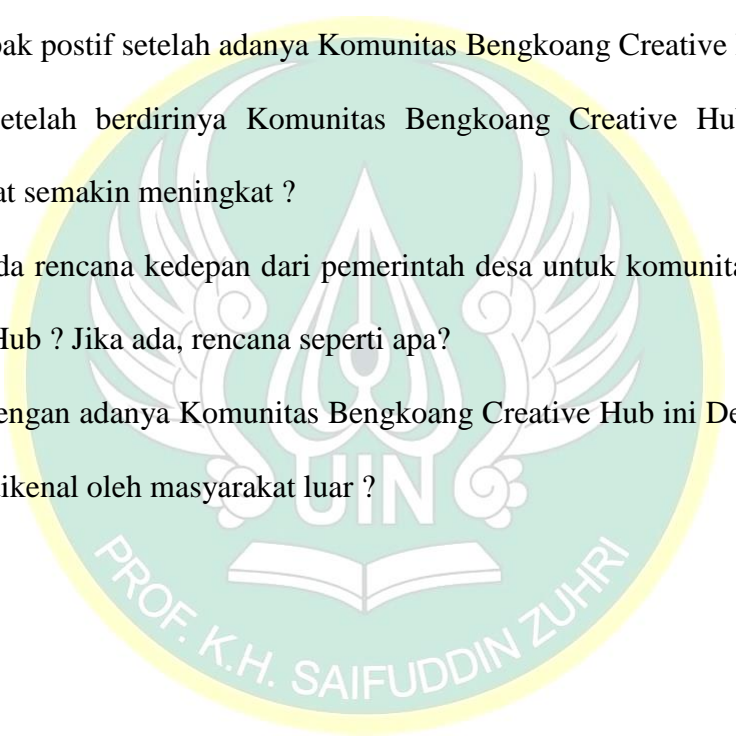 pak postif setelah adanya Komunitas Bengkoang Creative
etelah berdirinya Komunitas Bengkoang Creative Hu
at semakin meningkat ?
da rencana kedepan dari pemerintah desa untuk komunita
Hub ? Jika ada, rencana seperti apa?
engan adanya Komunitas Bengkoang Creative Hub ini De
ikenal oleh masyarakat luar ?
UIN
PROF. K.H. SAIFUDDIN ZUHRI